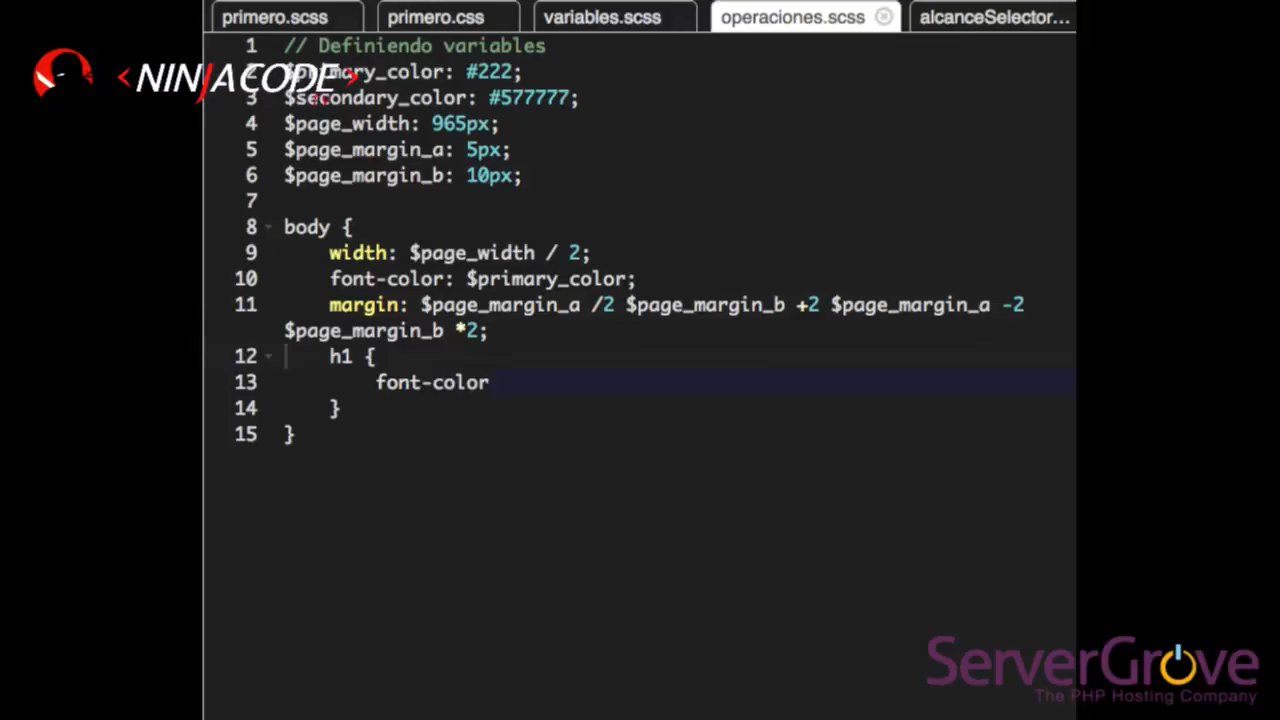 primero.scss primero.css variables.scss operaciones.scss alcanceSelector...
<NINJACODE>
1 // Definiendo variables
2 $primary_color: #222;
3 $secondary_color: #577777;
4 $page_width: 965px;
5 $page_margin_a: 5px;
6 $page_margin_b: 10px;
7
8 body {
9 width: $page_width / 2;
10 font-color: $primary_color;
11 margin: $page_margin_a /2 $page_margin_b +2 $page_margin_a -2
$page_margin_b *2;
12 h1 {
13 font-color
14 }
15 }
ServerGrove
The PHP Hosting Company